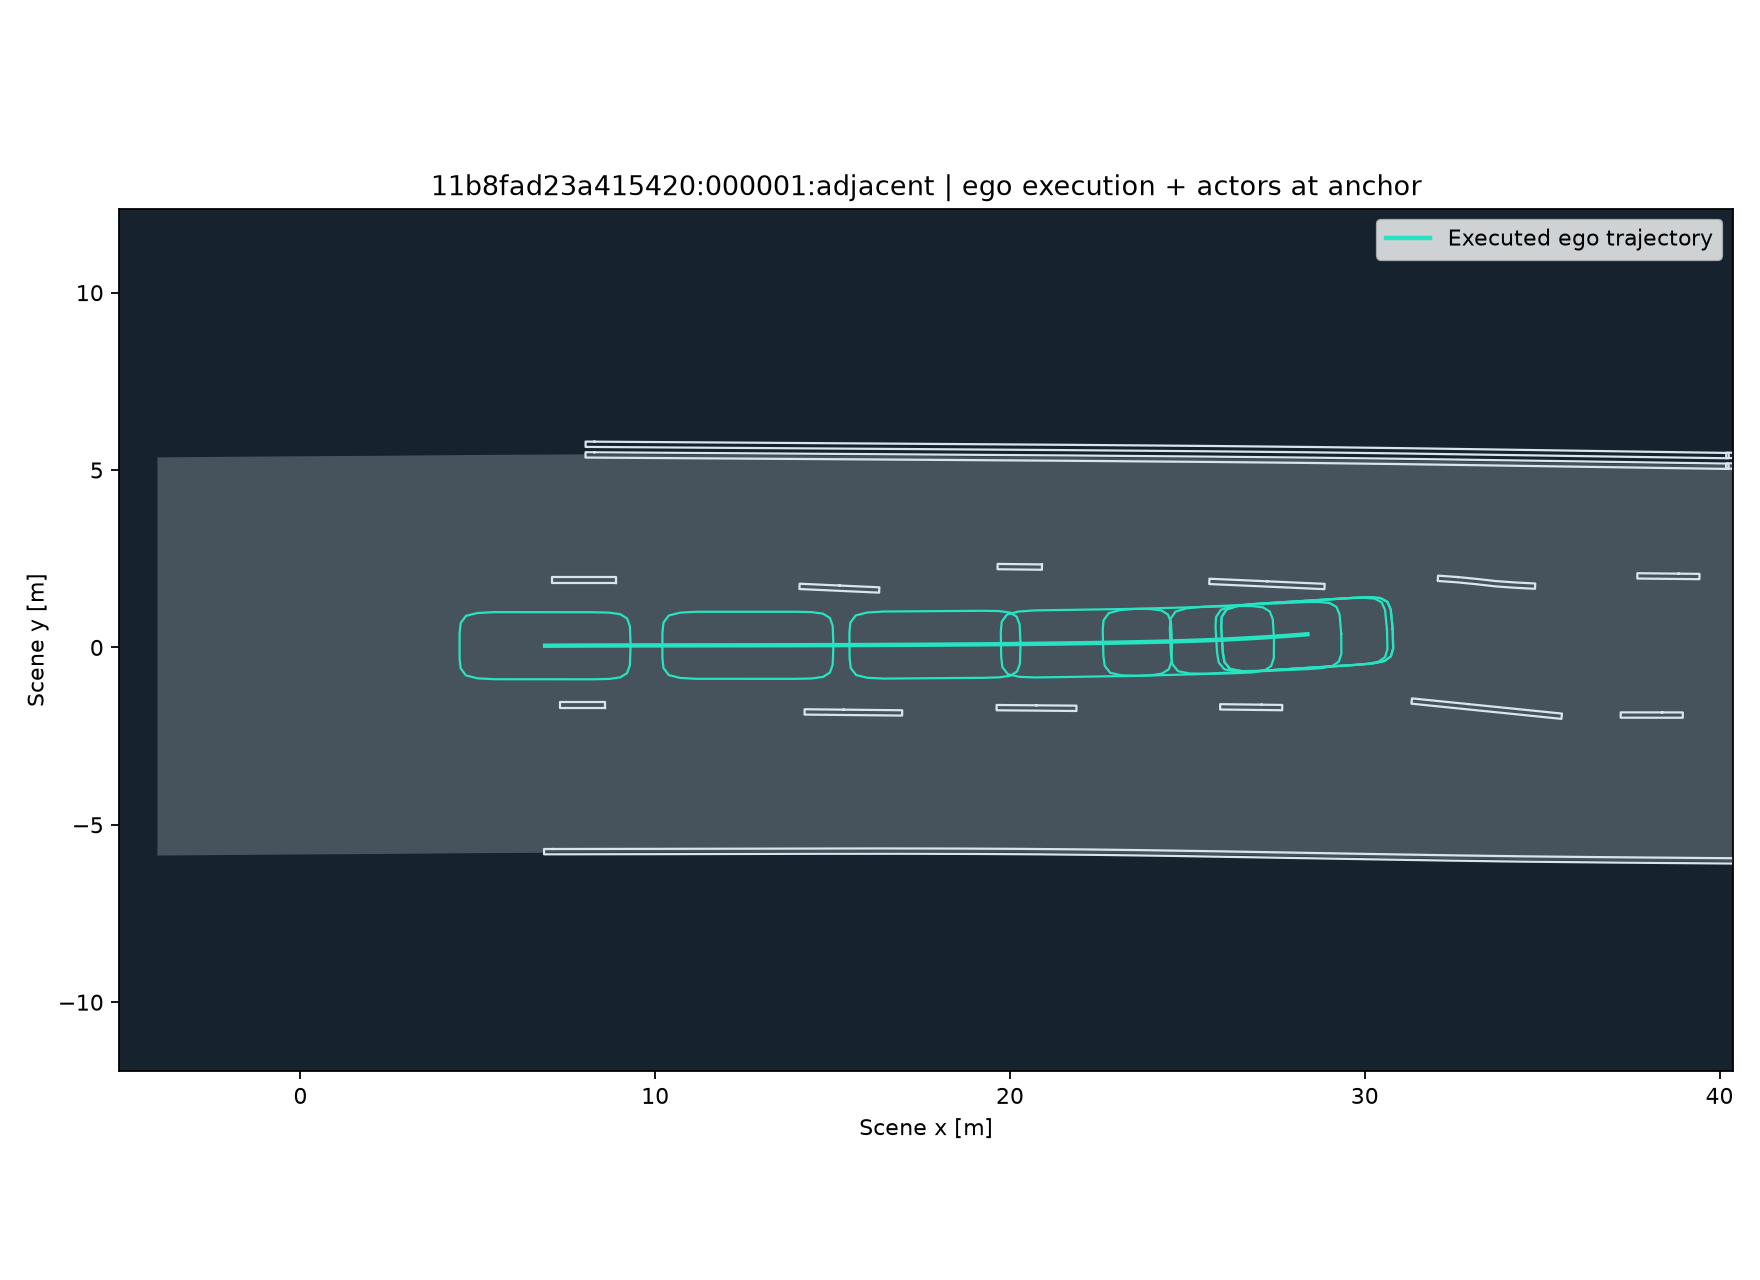 11b8fad23a415420:000001:adjacent | ego execution + actors at anchor
Executed ego trajectory
10
5
0
−5
−10
Scene y [m]
0 10 20 30 40
Scene x [m]